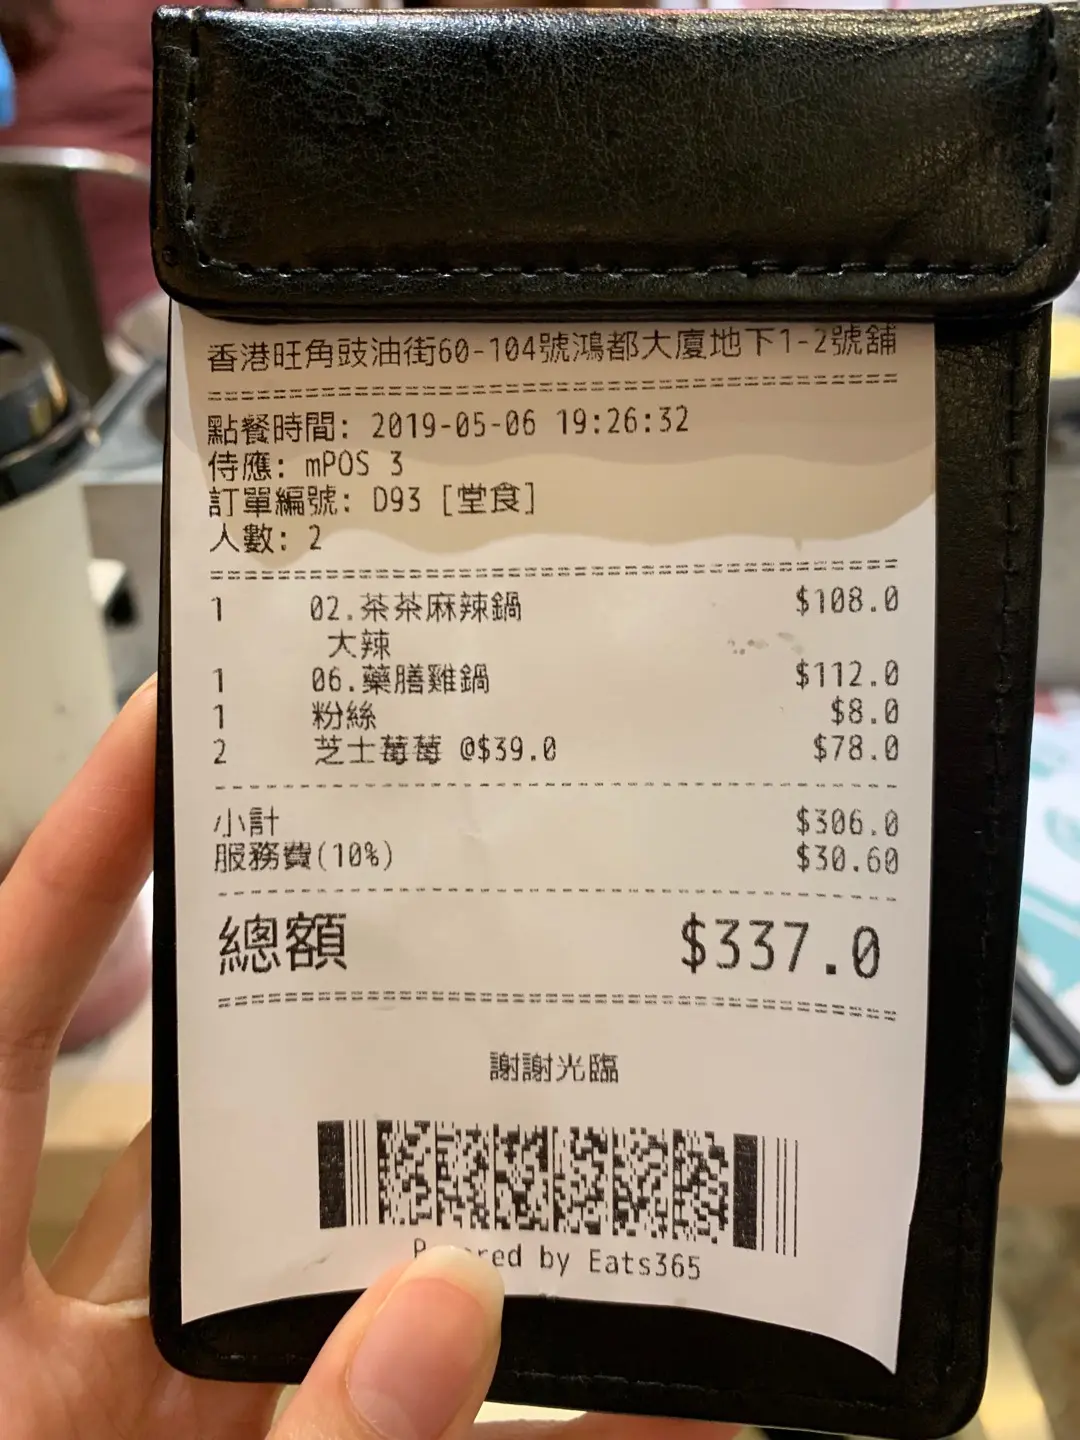 香港旺角豉油街60-104號鴻都大廈地下1-2號舖
點餐時間: 2019-05-06 19:26:32
侍應: mPOS 3
訂單編號: D93 [堂食]
人數: 2
1 02.茶茶麻辣鍋 $108.0
大辣
1 06.藥膳雞鍋 $112.0
1 粉絲 $8.0
2 芝士莓莓 @$39.0 $78.0
小計 $306.0
服務費(10%) $30.60
總額 $337.0
謝謝光臨
by Eats365